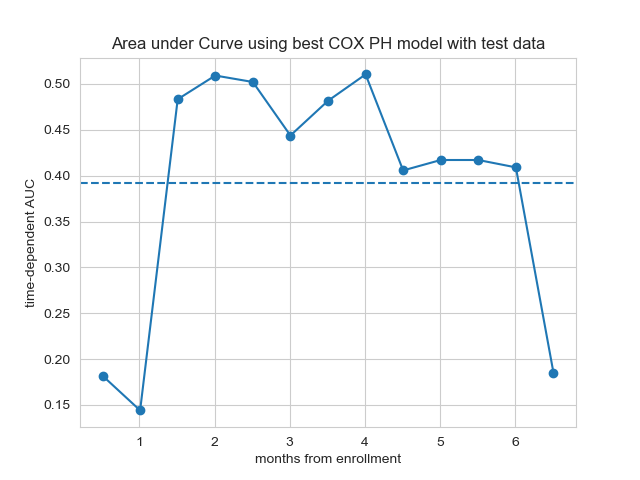 Area under Curve using best COX PH model with test data
time-dependent AUC
0.50
0.45
0.40
0.35
0.30
0.25
0.20
0.15
1 2 3 4 5 6
months from enrollment